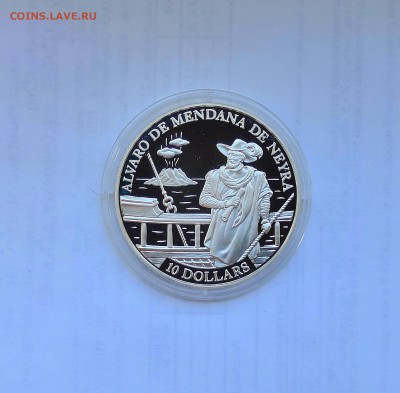 COINS.LAVE.RU
ALVARO DE MENDANA DE NEYRA
10 DOLLARS